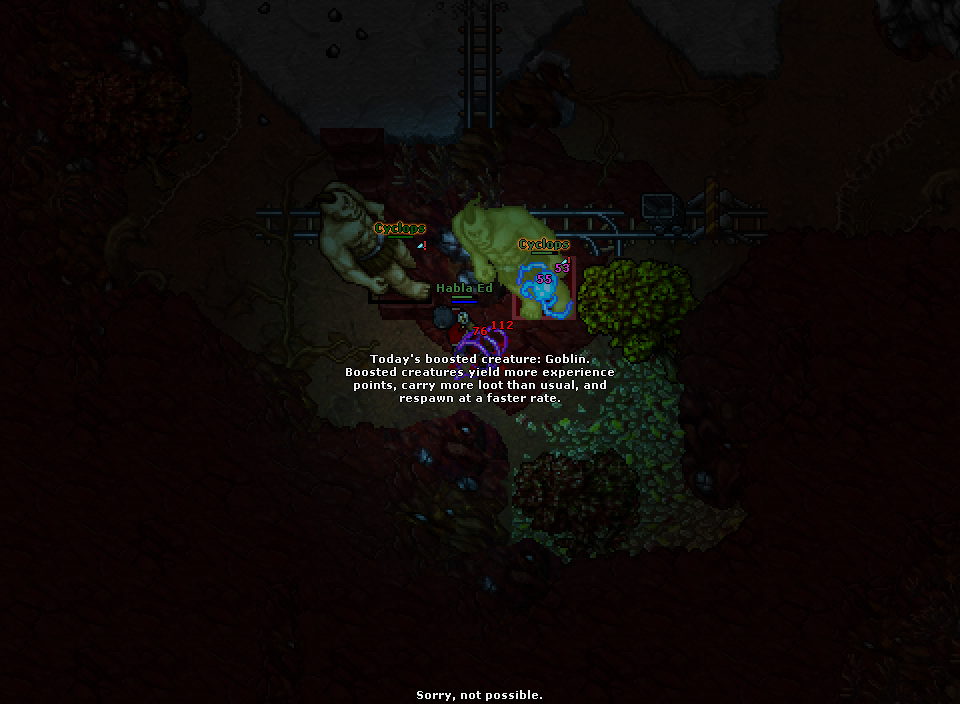 Cyclops
Cyclops
53
55
Habla Ed
76 112
Today's boosted creature: Goblin.
Boosted creatures yield more experience
points, carry more loot than usual, and
respawn at a faster rate.
Sorry, not possible.